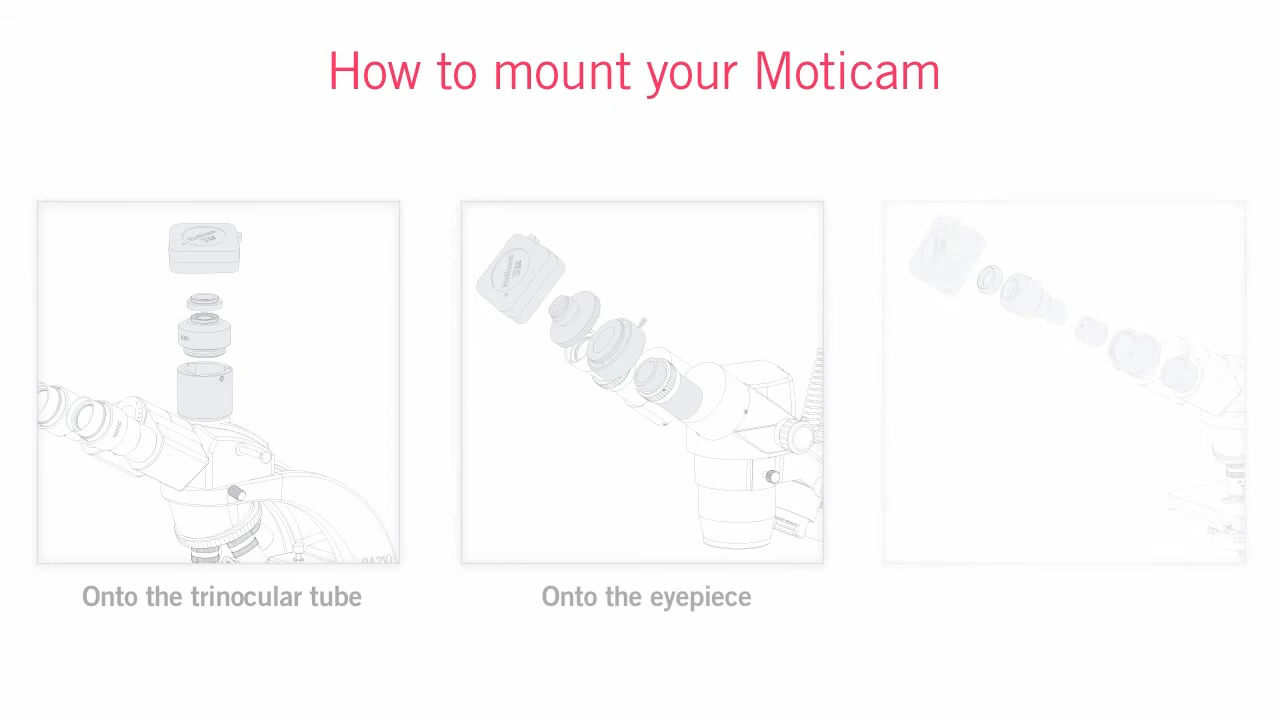 How to mount your Moticam
Onto the trinocular tube
Onto the eyepiece